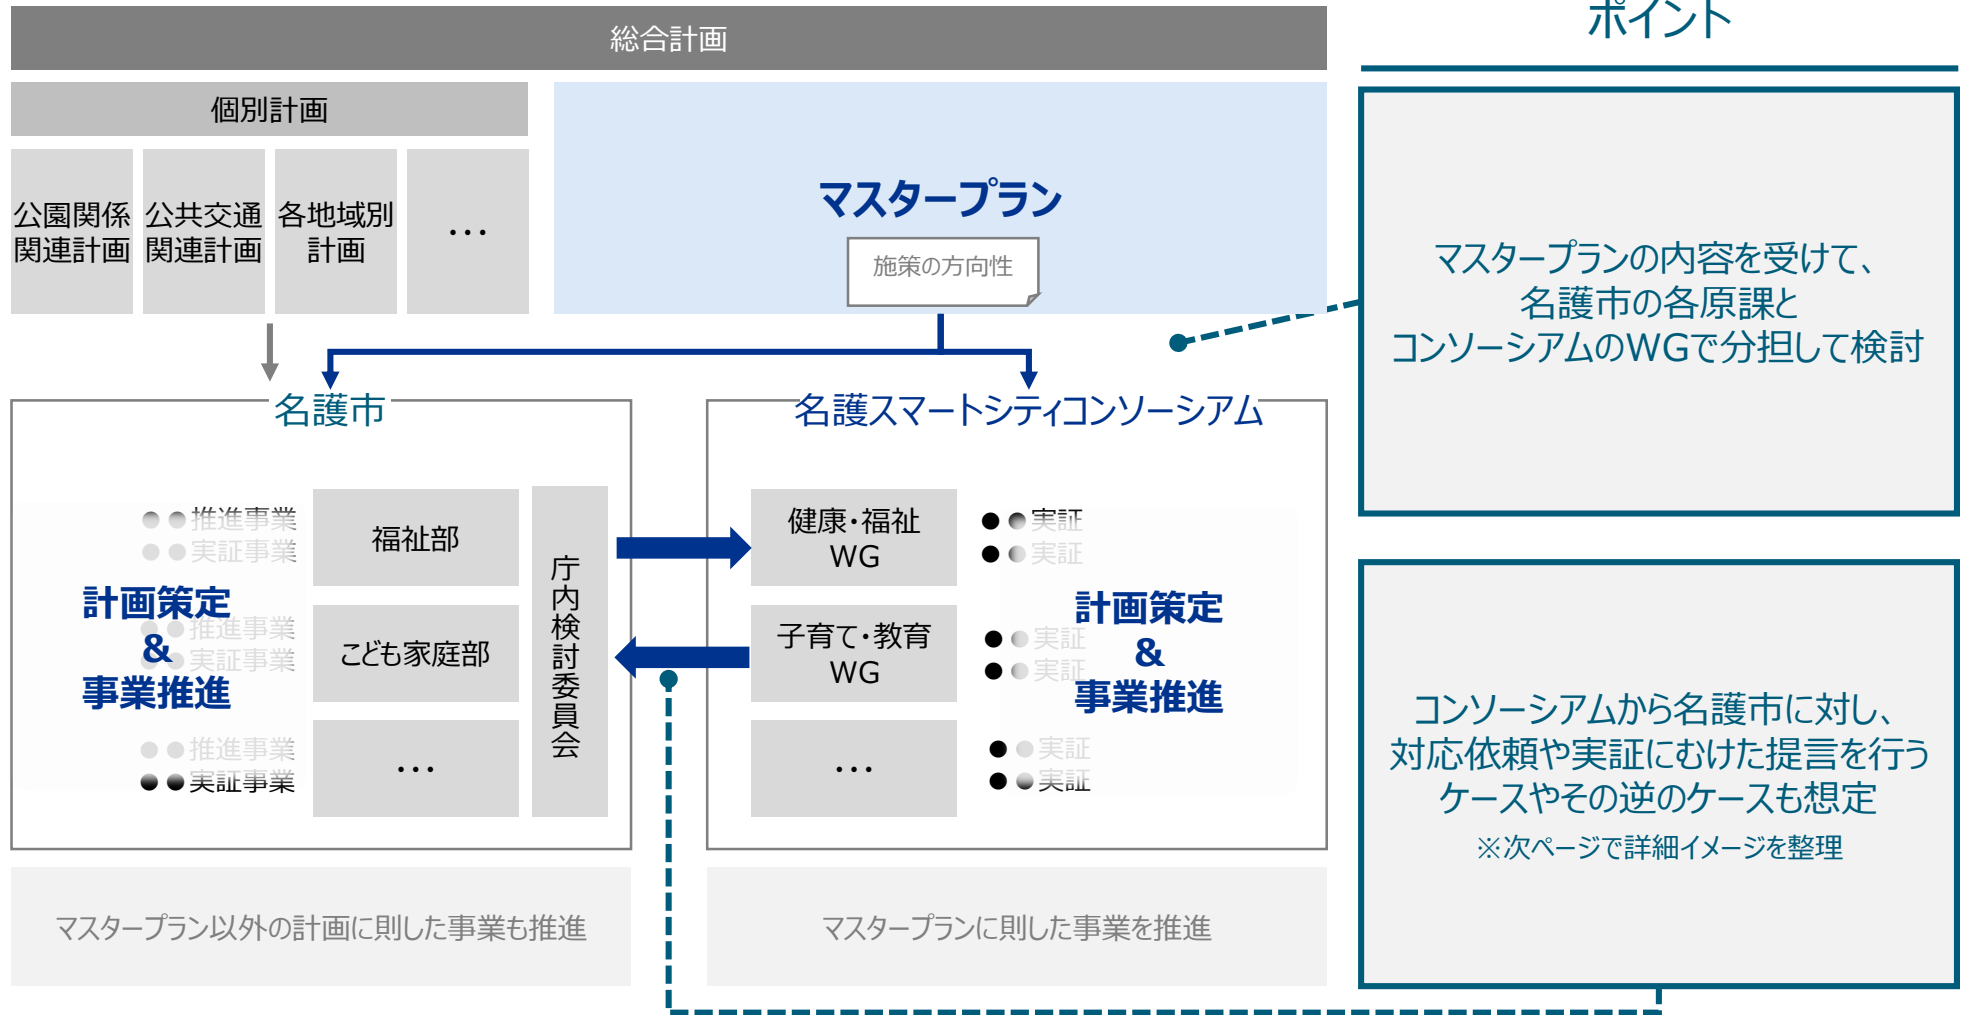 ポイント
総合計画
個別計画
公園関係
関連計画
公共交通
関連計画
各地域別
計画
…
マスタープラン
施策の方向性
マスタープランの内容を受けて、
名護市の各原課と
コンソーシアムのWGで分担して検討
名護市
●●推進事業
●●実証事業
●●推進事業
●●実証事業
●●推進事業
●●実証事業
計画策定
&
事業推進
福祉部
こども家庭部
…
庁内検討委員会
名護スマートシティコンソーシアム
健康・福祉
WG
子育て・教育
WG
…
●●実証
●●実証
●●実証
●●実証
●●実証
●●実証
計画策定
&
事業推進
コンソーシアムから名護市に対し、
対応依頼や実証にむけた提言を行う
ケースやその逆のケースも想定
※次ページで詳細イメージを整理
マスタープラン以外の計画に則した事業も推進
マスタープランに則した事業を推進